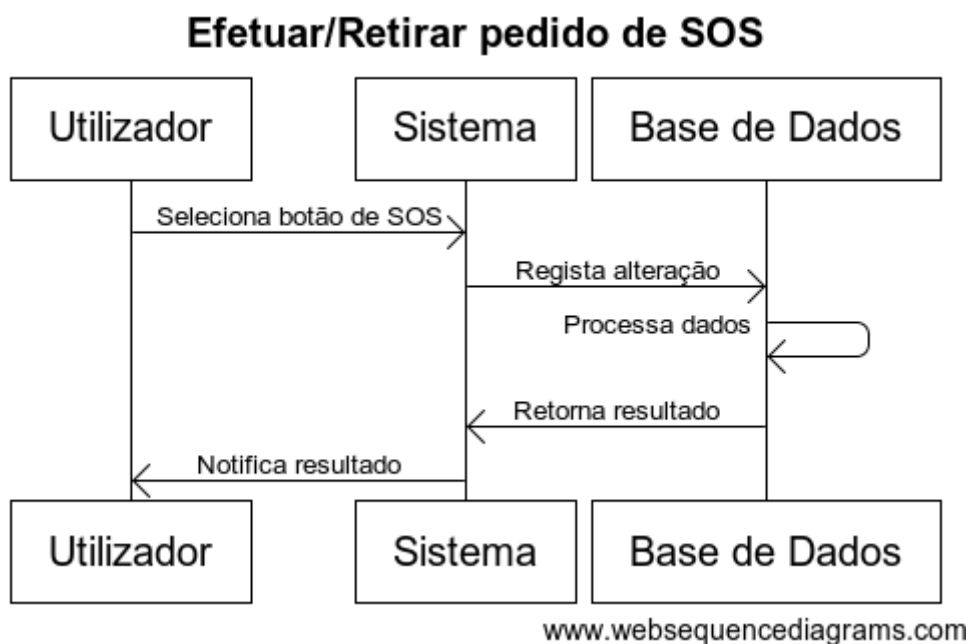 Efetuar/Retirar pedido de SOS
Utilizador
Sistema
Base de Dados
Seleciona botão de SOS
Regista alteração
Processa dados
Retorna resultado
Notifica resultado
Utilizador
Sistema
Base de Dados
www.websequencediagrams.com